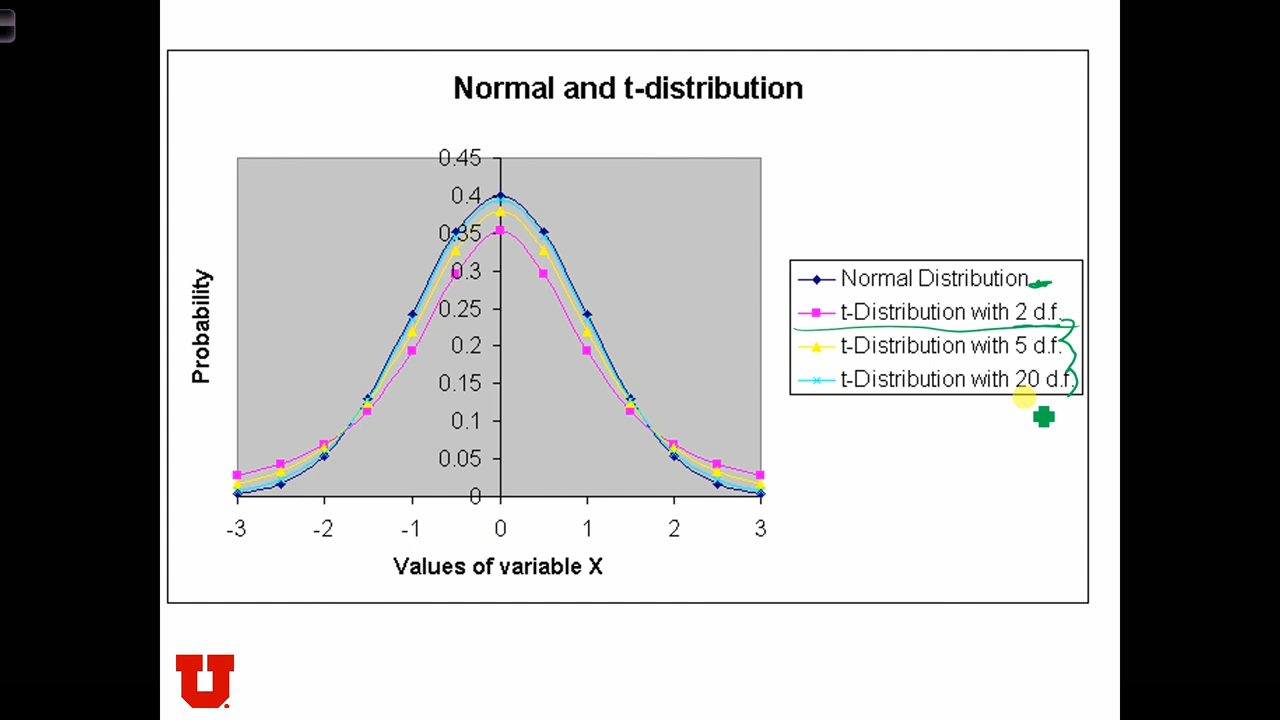 Normal and t-distribution
0.45
0.4
0.35
0.3
0.25
0.2
0.15
0.1
0.05
0
-3 -2 -1 0 1 2 3
Probability
Values of variable X
Normal Distribution
t-Distribution with 2 d.f.
t-Distribution with 5 d.f.
t-Distribution with 20 d.f.
U